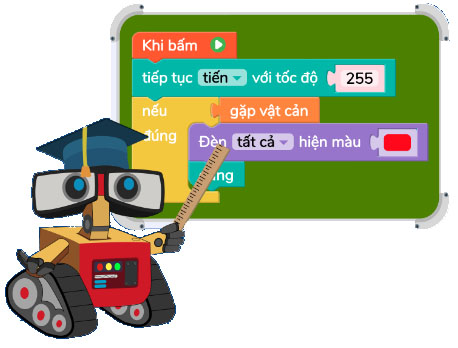 Khi bấm
tiếp tục tiến với tốc độ 255
nếu gặp vật cản
đúng
Đèn tất cả hiện màu